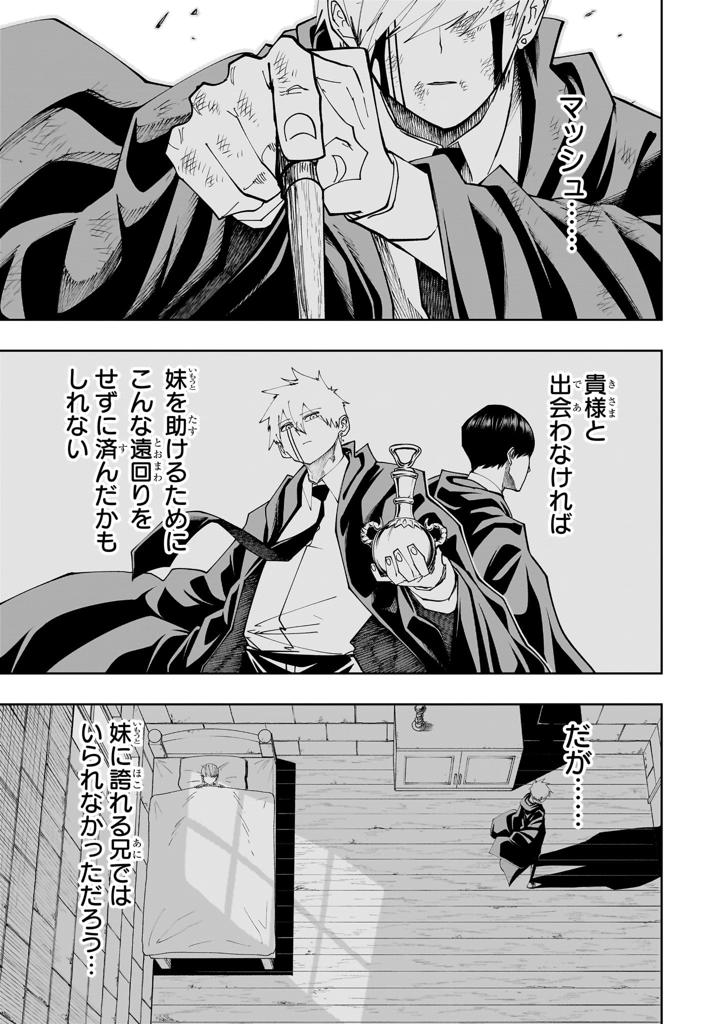 マッシュ……
貴様と
出会わなければ
妹を助けるために
こんな遠回りを
せずに済んだかも
しれない
だが……
妹に誇れる兄では
いられなかっただろう…